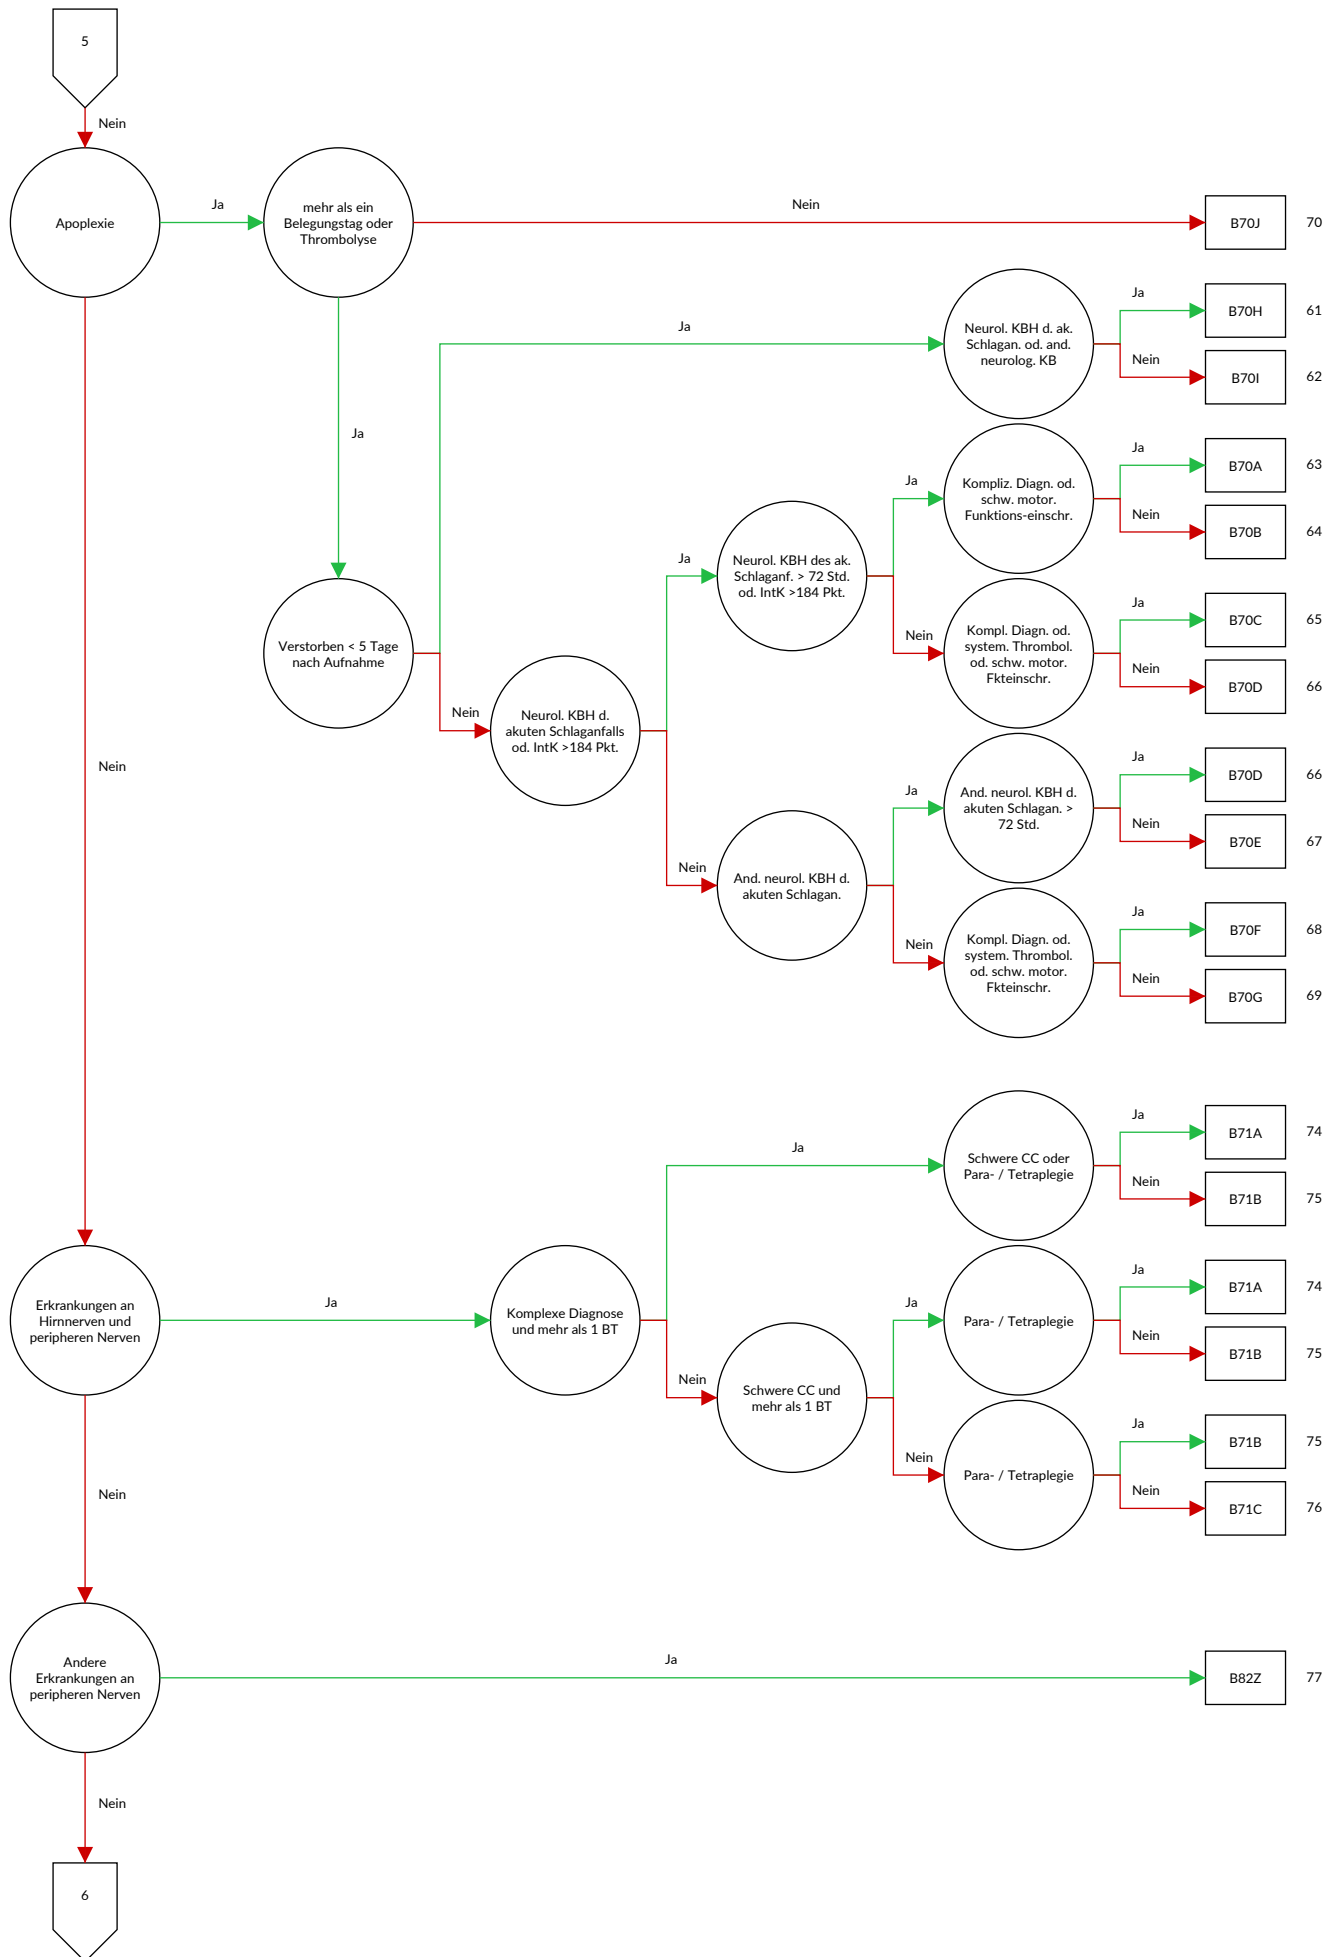 5
Nein
Apoplexie
Ja
mehr als ein
Belegungstag oder
Thrombolyse
Nein
B70J
70
Ja
Ja
Neurol. KBH d. ak.
Schlagan. od. and.
neurolog. KB
Ja
B70H
61
Nein
B70I
62
Verstorben < 5 Tage
nach Aufnahme
Nein
Neurol. KBH d.
akuten Schlaganfalls
od. IntK >184 Pkt.
Ja
Neurol. KBH des ak.
Schlaganf. > 72 Std.
od. IntK >184 Pkt.
Ja
Kompliz. Diagn. od.
schw. motor.
Funktions-einschr.
Ja
B70A
63
Nein
B70B
64
Nein
Kompl. Diagn. od.
system. Thrombol.
od. schw. motor.
Fkteinschr.
Ja
B70C
65
Nein
B70D
66
Nein
And. neurol. KBH d.
akuten Schlagan.
Ja
And. neurol. KBH d.
akuten Schlagan. >
72 Std.
Ja
B70D
66
Nein
B70E
67
Nein
Kompl. Diagn. od.
system. Thrombol.
od. schw. motor.
Fkteinschr.
Ja
B70F
68
Nein
B70G
69
Nein
Erkrankungen an
Hirnnerven und
peripheren Nerven
Ja
Komplexe Diagnose
und mehr als 1 BT
Ja
Schwere CC oder
Para- / Tetraplegie
Ja
B71A
74
Nein
B71B
75
Nein
Schwere CC und
mehr als 1 BT
Ja
Para- / Tetraplegie
Ja
B71A
74
Nein
B71B
75
Nein
Para- / Tetraplegie
Ja
B71B
75
Nein
B71C
76
Nein
Andere
Erkrankungen an
peripheren Nerven
Ja
B82Z
77
Nein
6